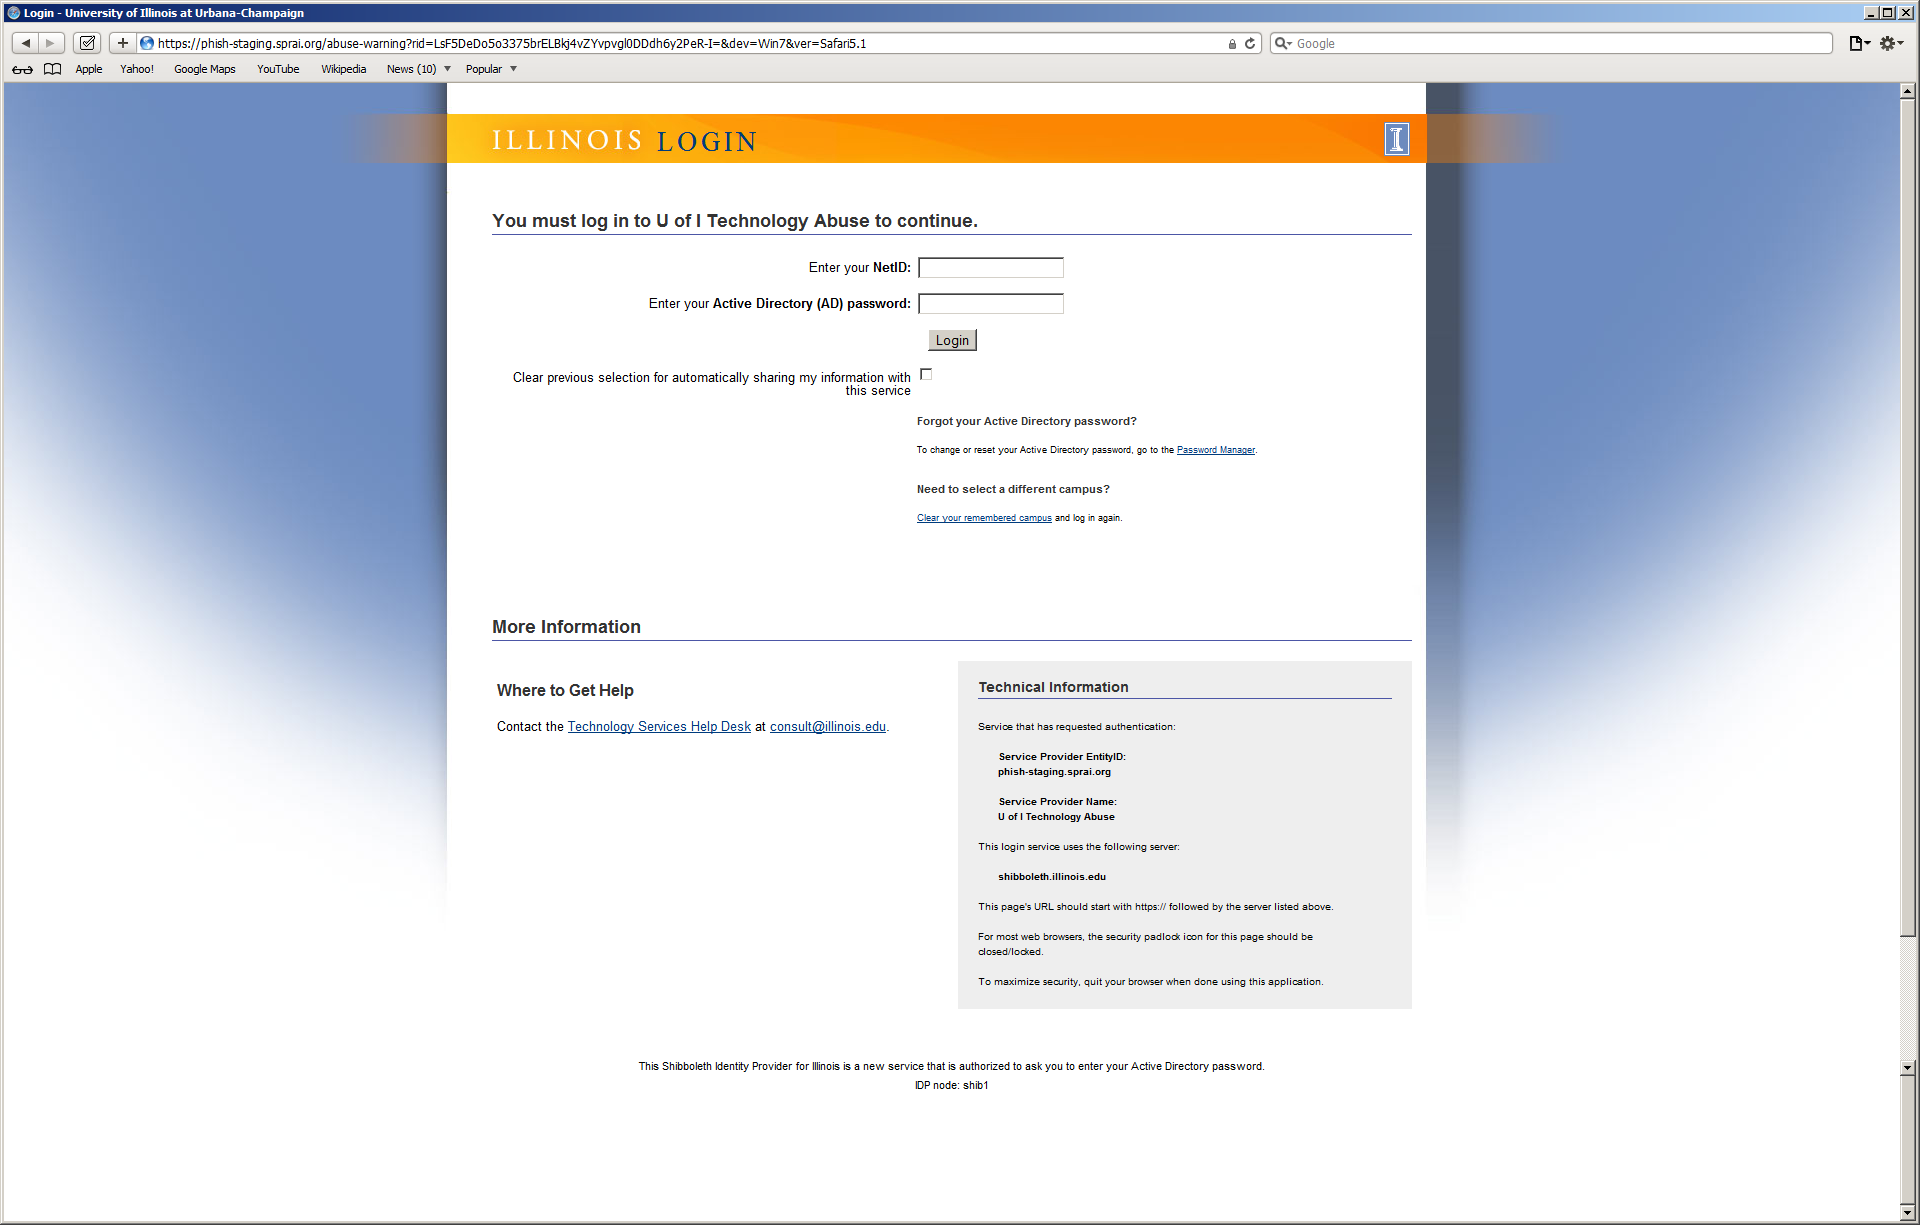 Login - University of Illinois at Urbana-Champaign
https://phish-staging.sprai.org/abuse-warning?rid=LsF5DeDo5o3375brELBkj4vZYvpvgl0DDdh6y2PeR-I=&dev=Win7&ver=Safari5.1
Google
Apple Yahoo! Google Maps YouTube Wikipedia News (10) Popular
ILLINOIS LOGIN
You must log in to U of I Technology Abuse to continue.
Enter your NetID:
Enter your Active Directory (AD) password:
Login
Clear previous selection for automatically sharing my information with
this service
Forgot your Active Directory password?
To change or reset your Active Directory password, go to the Password Manager.
Need to select a different campus?
Clear your remembered campus and log in again.
More Information
Where to Get Help
Contact the Technology Services Help Desk at consult@illinois.edu.
Technical Information
Service that has requested authentication:
Service Provider EntityID:
phish-staging.sprai.org
Service Provider Name:
U of I Technology Abuse
This login service uses the following server:
shibboleth.illinois.edu
This page's URL should start with https:// followed by the server listed above.
For most web browsers, the security padlock icon for this page should be
closed/locked.
To maximize security, quit your browser when done using this application.
This Shibboleth Identity Provider for Illinois is a new service that is authorized to ask you to enter your Active Directory password.
IDP node: shib1